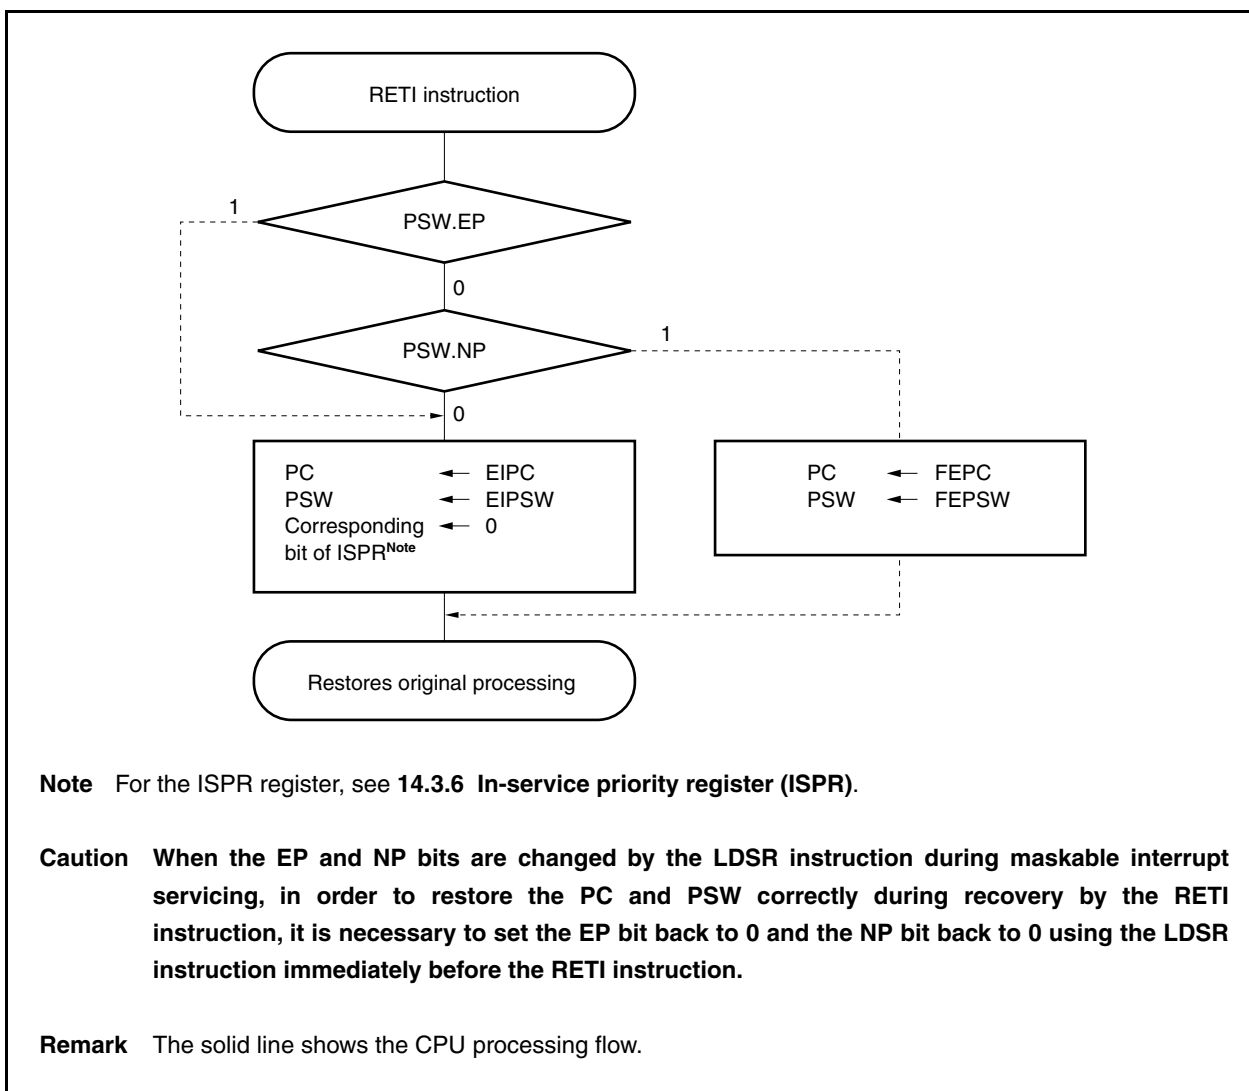 RETI instruction
1
PSW.EP
0
1
PSW.NP
0
PC ← EIPC
PSW ← EIPSW
Corresponding ← 0
bit of ISPRNote
PC ← FEPC
PSW ← FEPSW
Restores original processing
Note For the ISPR register, see 14.3.6 In-service priority register (ISPR).
Caution When the EP and NP bits are changed by the LDSR instruction during maskable interrupt
servicing, in order to restore the PC and PSW correctly during recovery by the RETI
instruction, it is necessary to set the EP bit back to 0 and the NP bit back to 0 using the LDSR
instruction immediately before the RETI instruction.
Remark The solid line shows the CPU processing flow.